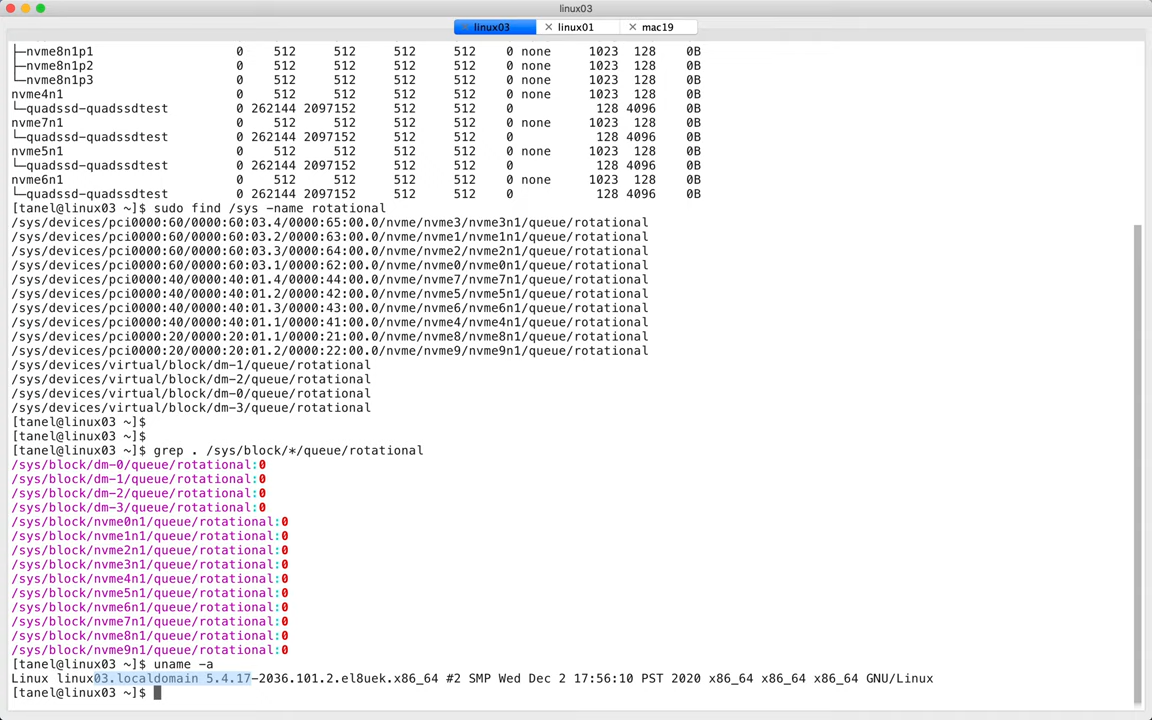 linux03
linux03 linux01 mac19
├─nvme8n1p1 0 512 512 512 0 none 1023 128 0B
├─nvme8n1p2 0 512 512 512 0 none 1023 128 0B
└─nvme8n1p3 0 512 512 512 0 none 1023 128 0B
nvme4n1 0 512 512 512 0 none 1023 128 0B
└─quadssd-quadssdtest 0 262144 2097152 512 512 0 128 4096 0B
nvme7n1 0 512 512 512 0 none 1023 128 0B
└─quadssd-quadssdtest 0 262144 2097152 512 512 0 128 4096 0B
nvme5n1 0 512 512 512 0 none 1023 128 0B
└─quadssd-quadssdtest 0 262144 2097152 512 512 0 128 4096 0B
nvme6n1 0 512 512 512 0 none 1023 128 0B
└─quadssd-quadssdtest 0 262144 2097152 512 512 0 128 4096 0B
[tanel@linux03 ~]$ sudo find /sys -name rotational
/sys/devices/pci0000:60/0000:60:03.4/0000:65:00.0/nvme/nvme3/nvme3n1/queue/rotational
/sys/devices/pci0000:60/0000:60:03.2/0000:63:00.0/nvme/nvme1/nvme1n1/queue/rotational
/sys/devices/pci0000:60/0000:60:03.3/0000:64:00.0/nvme/nvme2/nvme2n1/queue/rotational
/sys/devices/pci0000:60/0000:60:03.1/0000:62:00.0/nvme/nvme0/nvme0n1/queue/rotational
/sys/devices/pci0000:40/0000:40:01.4/0000:44:00.0/nvme/nvme7/nvme7n1/queue/rotational
/sys/devices/pci0000:40/0000:40:01.2/0000:42:00.0/nvme/nvme5/nvme5n1/queue/rotational
/sys/devices/pci0000:40/0000:40:01.3/0000:43:00.0/nvme/nvme6/nvme6n1/queue/rotational
/sys/devices/pci0000:40/0000:40:01.1/0000:41:00.0/nvme/nvme4/nvme4n1/queue/rotational
/sys/devices/pci0000:20/0000:20:01.1/0000:21:00.0/nvme/nvme8/nvme8n1/queue/rotational
/sys/devices/pci0000:20/0000:20:01.2/0000:22:00.0/nvme/nvme9/nvme9n1/queue/rotational
/sys/devices/virtual/block/dm-1/queue/rotational
/sys/devices/virtual/block/dm-2/queue/rotational
/sys/devices/virtual/block/dm-0/queue/rotational
/sys/devices/virtual/block/dm-3/queue/rotational
[tanel@linux03 ~]$
[tanel@linux03 ~]$
[tanel@linux03 ~]$ grep . /sys/block/*/queue/rotational
/sys/block/dm-0/queue/rotational:0
/sys/block/dm-1/queue/rotational:0
/sys/block/dm-2/queue/rotational:0
/sys/block/dm-3/queue/rotational:0
/sys/block/nvme0n1/queue/rotational:0
/sys/block/nvme1n1/queue/rotational:0
/sys/block/nvme2n1/queue/rotational:0
/sys/block/nvme3n1/queue/rotational:0
/sys/block/nvme4n1/queue/rotational:0
/sys/block/nvme5n1/queue/rotational:0
/sys/block/nvme6n1/queue/rotational:0
/sys/block/nvme7n1/queue/rotational:0
/sys/block/nvme8n1/queue/rotational:0
/sys/block/nvme9n1/queue/rotational:0
[tanel@linux03 ~]$ uname -a
Linux linux03.localdomain 5.4.17-2036.101.2.el8uek.x86_64 #2 SMP Wed Dec 2 17:56:10 PST 2020 x86_64 x86_64 x86_64 GNU/Linux
[tanel@linux03 ~]$